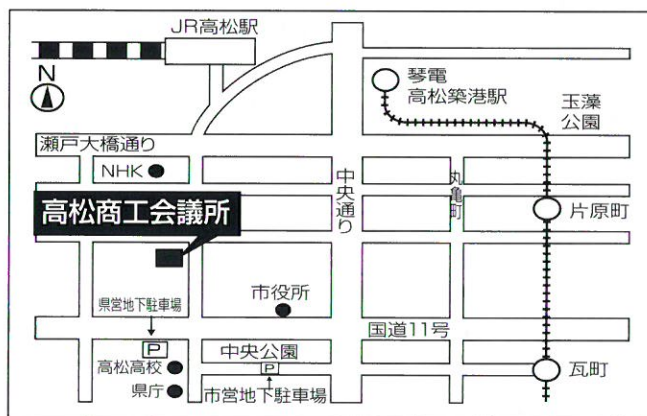 JR高松駅
N
琴電
高松築港駅
玉藻
公園
瀬戸大橋通り
NHK
中央通り
丸亀町
高松商工会議所
片原町
県営地下駐車場
市役所
国道11号
P
中央公園
高松高校
P
瓦町
県庁
市営地下駐車場